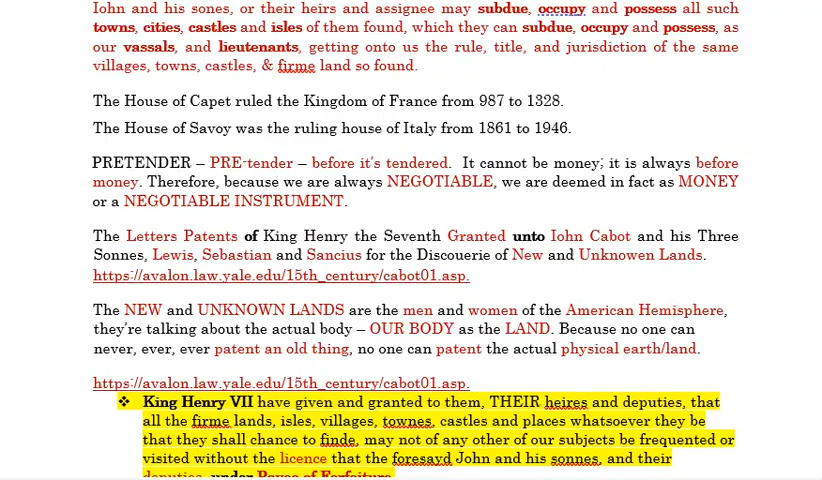 Iohn and his sones, or their heirs and assignee may subdue, occupy and possess all such
towns, cities, castles and isles of them found, which they can subdue, occupy and possess, as
our vassals, and lieutenants, getting onto us the rule, title, and jurisdiction of the same
villages, towns, castles, & firme land so found.
The House of Capet ruled the Kingdom of France from 987 to 1328.
The House of Savoy was the ruling house of Italy from 1861 to 1946.
PRETENDER – PRE-tender – before it's tendered. It cannot be money; it is always before
money. Therefore, because we are always NEGOTIABLE, we are deemed in fact as MONEY
or a NEGOTIABLE INSTRUMENT.
The Letters Patents of King Henry the Seventh Granted unto Iohn Cabot and his Three
Sonnes, Lewis, Sebastian and Sancius for the Discouerie of New and Unknowen Lands.
https://avalon.law.yale.edu/15th_century/cabot01.asp.
The NEW and UNKNOWN LANDS are the men and women of the American Hemisphere,
they're talking about the actual body – OUR BODY as the LAND. Because no one can
never, ever, ever patent an old thing, no one can patent the actual physical earth/land.
https://avalon.law.yale.edu/15th_century/cabot01.asp.
❖ King Henry VII have given and granted to them, THEIR heires and deputies, that
all the firme lands, isles, villages, townes, castles and places whatsoever they be
that they shall chance to finde, may not of any other of our subjects be frequented or
visited without the licence that the foresayd John and his sonnes, and their
deputies, under Payne of Forfeiture